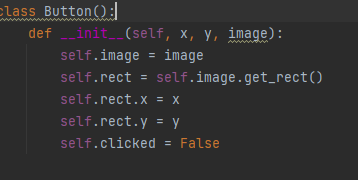 class Button():
def __init__(self, x, y, image):
self.image = image
self.rect = self.image.get_rect()
self.rect.x = x
self.rect.y = y
self.clicked = False